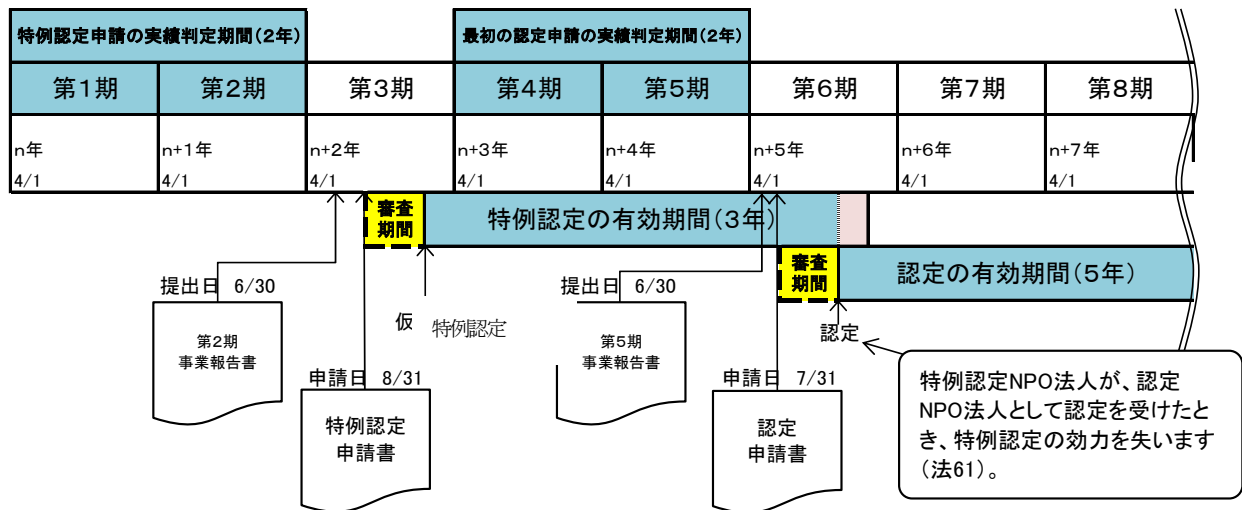 特例認定申請の実績判定期間(2年)
最初の認定申請の実績判定期間(2年)
第1期
第2期
第3期
第4期
第5期
第6期
第7期
第8期
n年
n+1年
n+2年
n+3年
n+4年
n+5年
n+6年
n+7年
4/1
4/1
4/1
4/1
4/1
4/1
4/1
4/1
審査
期間
特例認定の有効期間(3年)
審査
期間
認定の有効期間(5年)
提出日 6/30
第2期
事業報告書
仮 特例認定
提出日 6/30
第5期
事業報告書
認定
申請日 8/31
特例認定
申請書
申請日 7/31
認定
申請書
特例認定NPO法人が、認定
NPO法人として認定を受けたと
き、特例認定の効力を失います
(法61)。